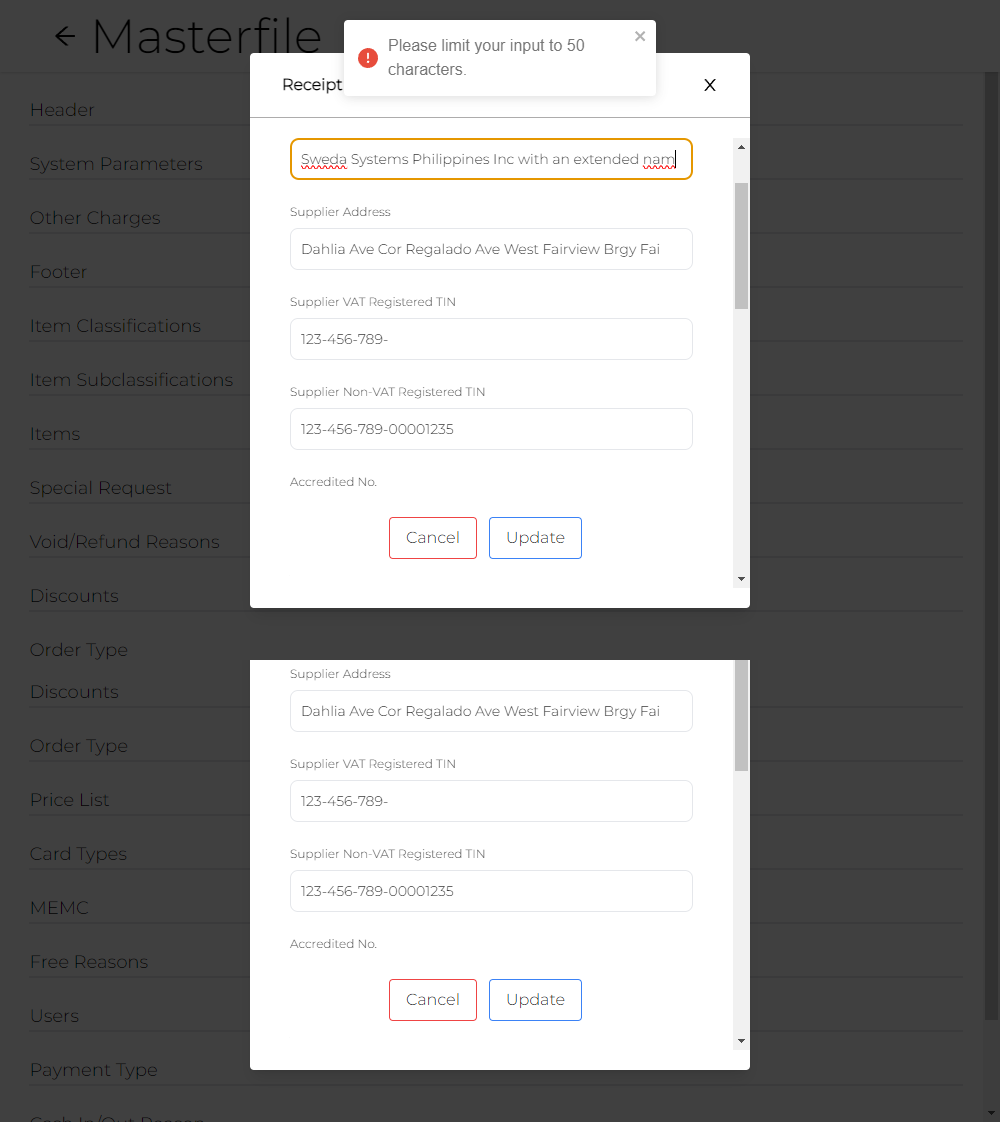 Masterfile
Please limit your input to 50
characters.
Receipt
X
Header
System Parameters
Other Charges
Footer
Item Classifications
Item Subclassifications
Items
Special Request
Void/Refund Reasons
Discounts
Order Type
Discounts
Order Type
Price List
Card Types
MEMC
Free Reasons
Users
Payment Type
Cash In/Out Reason
Sweda Systems Philippines Inc with an extended nam
Supplier Address
Dahlia Ave Cor Regalado Ave West Fairview Brgy Fai
Supplier VAT Registered TIN
123-456-789-
Supplier Non-VAT Registered TIN
123-456-789-00001235
Accredited No.
Cancel Update
Supplier Address
Dahlia Ave Cor Regalado Ave West Fairview Brgy Fai
Supplier VAT Registered TIN
123-456-789-
Supplier Non-VAT Registered TIN
123-456-789-00001235
Accredited No.
Cancel Update